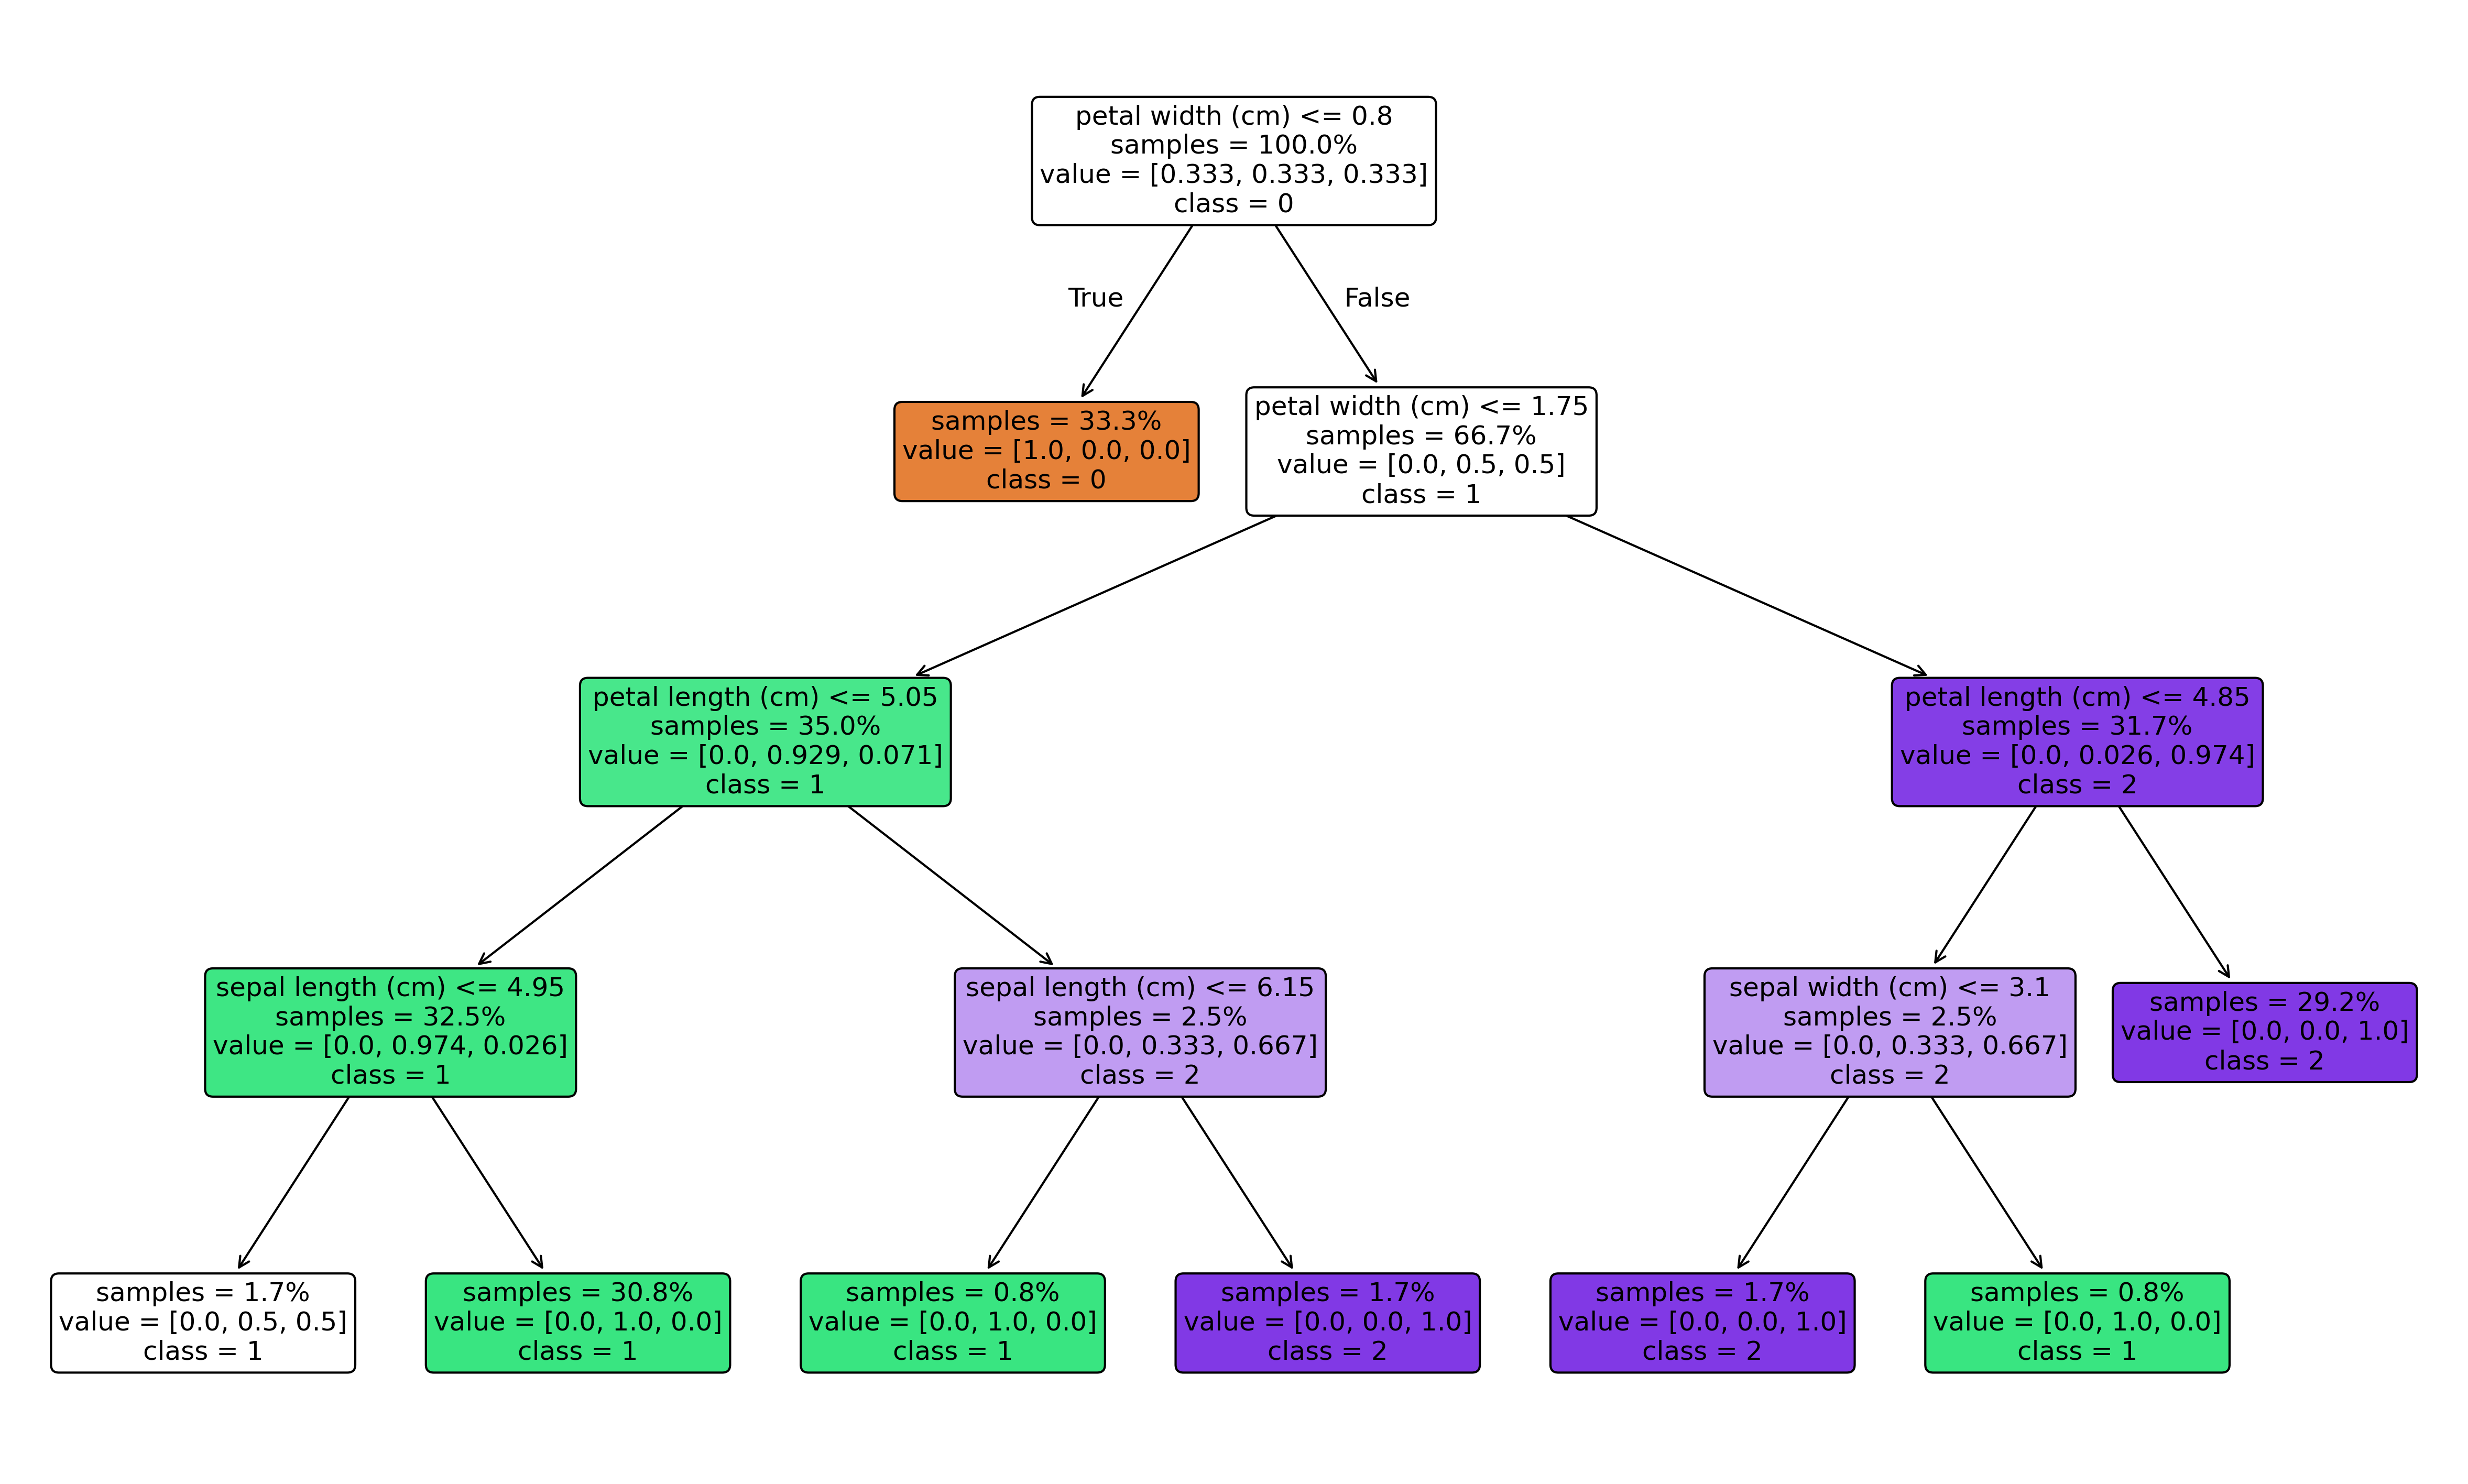 petal width (cm) <= 0.8
samples = 100.0%
value = [0.333, 0.333, 0.333]
class = 0
True
False
samples = 33.3%
value = [1.0, 0.0, 0.0]
class = 0
petal width (cm) <= 1.75
samples = 66.7%
value = [0.0, 0.5, 0.5]
class = 1
petal length (cm) <= 5.05
samples = 35.0%
value = [0.0, 0.929, 0.071]
class = 1
petal length (cm) <= 4.85
samples = 31.7%
value = [0.0, 0.026, 0.974]
class = 2
sepal length (cm) <= 4.95
samples = 32.5%
value = [0.0, 0.974, 0.026]
class = 1
sepal length (cm) <= 6.15
samples = 2.5%
value = [0.0, 0.333, 0.667]
class = 2
sepal width (cm) <= 3.1
samples = 2.5%
value = [0.0, 0.333, 0.667]
class = 2
samples = 29.2%
value = [0.0, 0.0, 1.0]
class = 2
samples = 1.7%
value = [0.0, 0.5, 0.5]
class = 1
samples = 30.8%
value = [0.0, 1.0, 0.0]
class = 1
samples = 0.8%
value = [0.0, 1.0, 0.0]
class = 1
samples = 1.7%
value = [0.0, 0.0, 1.0]
class = 2
samples = 1.7%
value = [0.0, 0.0, 1.0]
class = 2
samples = 0.8%
value = [0.0, 1.0, 0.0]
class = 1